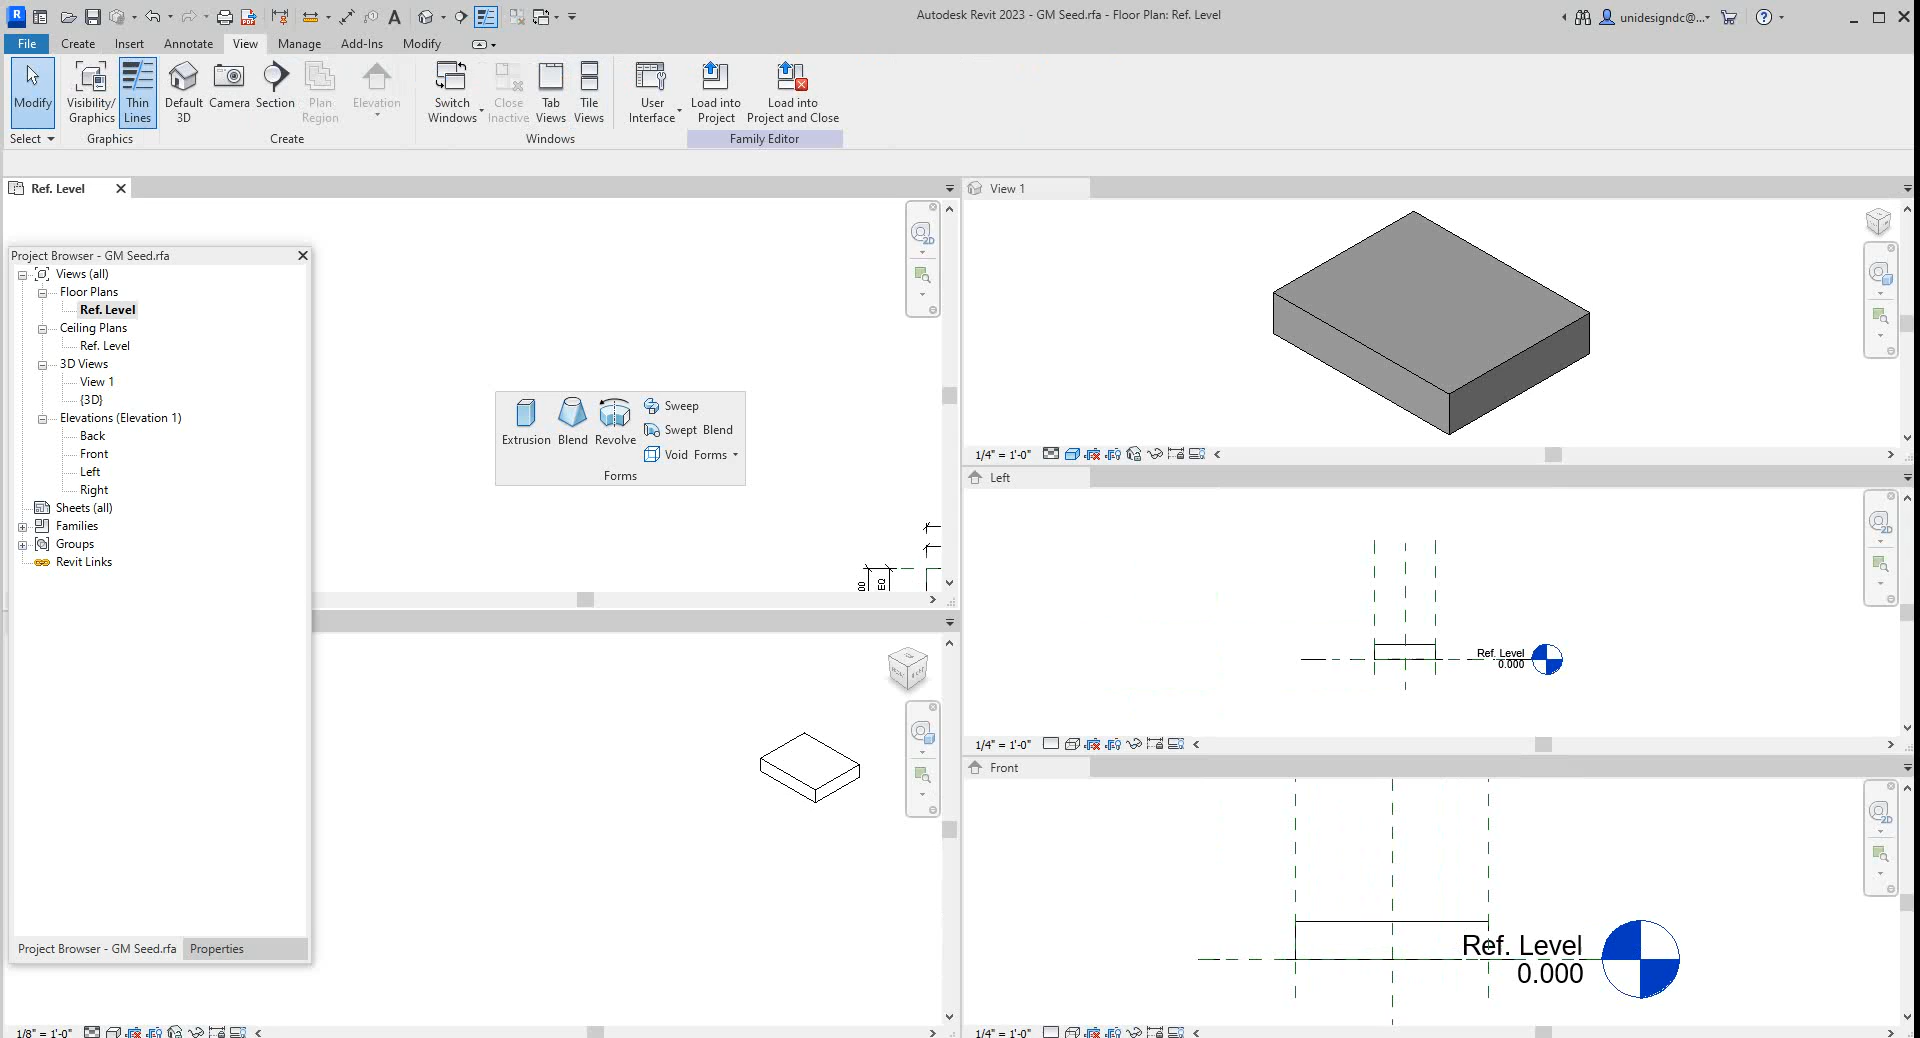 Autodesk Revit 2023 - GM Seed.rfa - Floor Plan: Ref. Level
unidesigndc@...
File Create Insert Annotate View Manage Add-Ins Modify
Modify
Visibility/
Graphics
Thin
Lines
Default
3D
Camera
Section
Plan
Region
Elevation
Switch
Windows
Close
Inactive
Tab
Views
Tile
Views
User
Interface
Load into
Project
Load into
Project and Close
Select
Graphics
Create
Windows
Family Editor
Ref. Level
View 1
Project Browser - GM Seed.rfa
Views (all)
Floor Plans
Ref. Level
Ceiling Plans
Ref. Level
3D Views
View 1
{3D}
Elevations (Elevation 1)
Back
Front
Left
Right
Sheets (all)
Families
Groups
Revit Links
Project Browser - GM Seed.rfa
Properties
Extrusion
Blend
Revolve
Sweep
Swept Blend
Void Forms
Forms
EQ
1/4" = 1'-0"
Left
Ref. Level
0.000
1/4" = 1'-0"
Front
Ref. Level
0.000
1/8" = 1'-0"
1/4" = 1'-0"